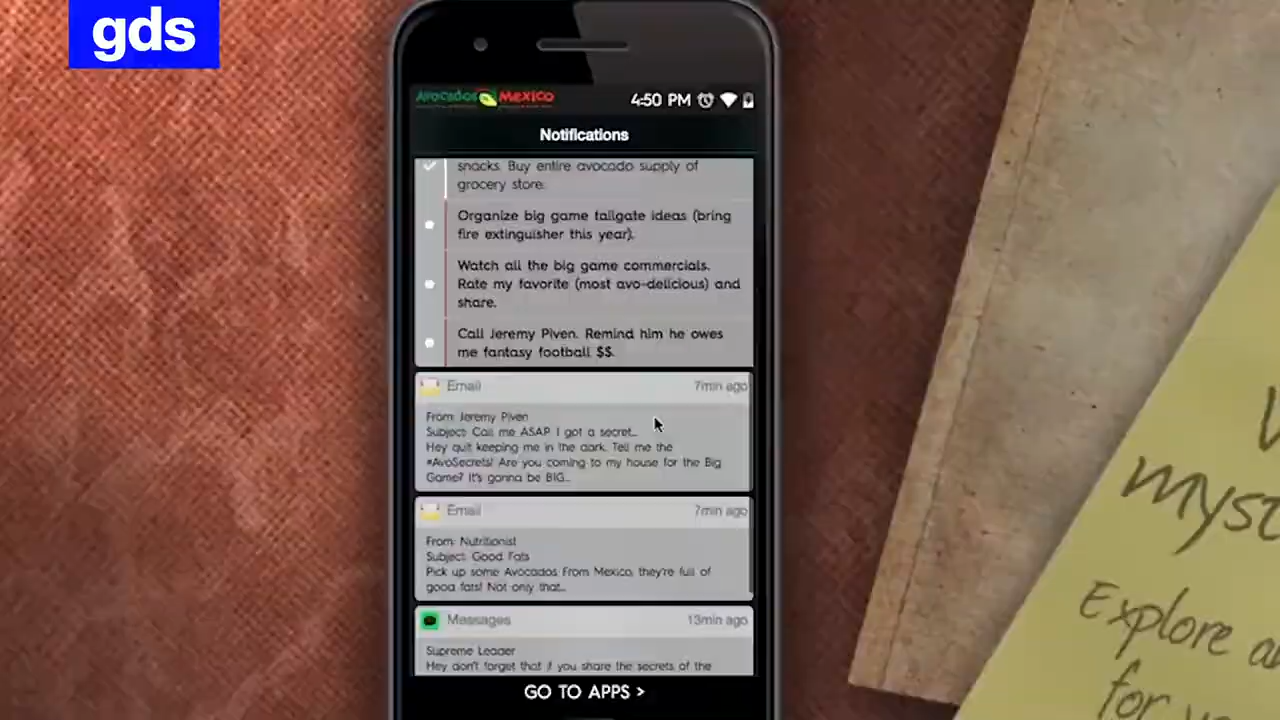 gds
Avocados Mexico
4:50 PM
Notifications
snacks. Buy entire avocado supply of
grocery store.
Organize big game tailgate ideas (bring
fire extinguisher this year).
Watch all the big game commercials.
Rate my favorite (most avo-delicious) and
share.
Call Jeremy Piven. Remind him he owes
me fantasy football $$.
Email 7min ago
From: Jeremy Piven
Subject: Call me ASAP I got a secret...
Hey quit keeping me in the dark. Tell me the
#AvoSecrets! Are you coming to my house for the Big
Game? It's gonna be BIG...
Email 7min ago
From: Nutritionist
Subject: Good Fats
Pick up some Avocados From Mexico, they're full of
good fats! Not only that...
Messages 13min ago
Supreme Leader
Hey don't forget that if you share the secrets of the
GO TO APPS >
Explore
for